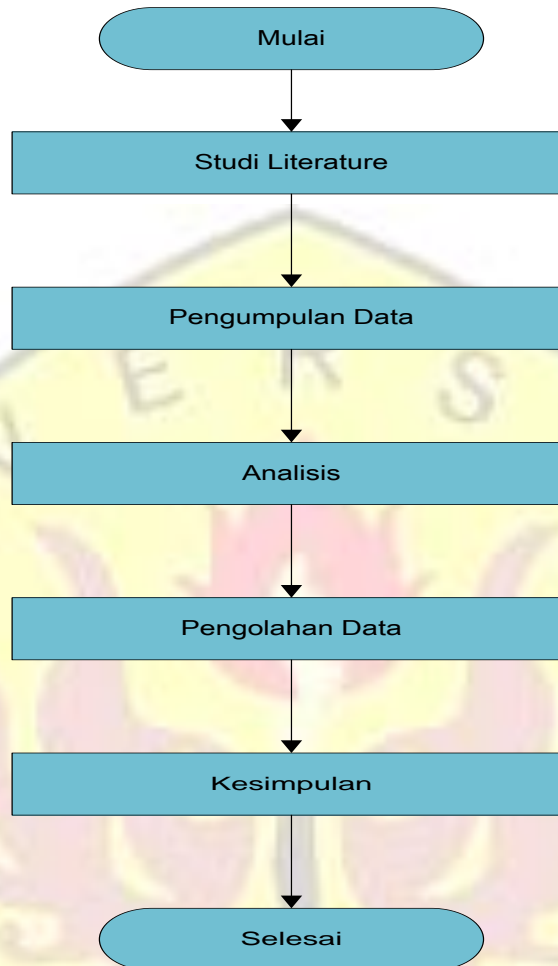 Mulai
Studi Literature
Pengumpulan Data
E R S
Analisis
Pengolahan Data
Kesimpulan
Selesai